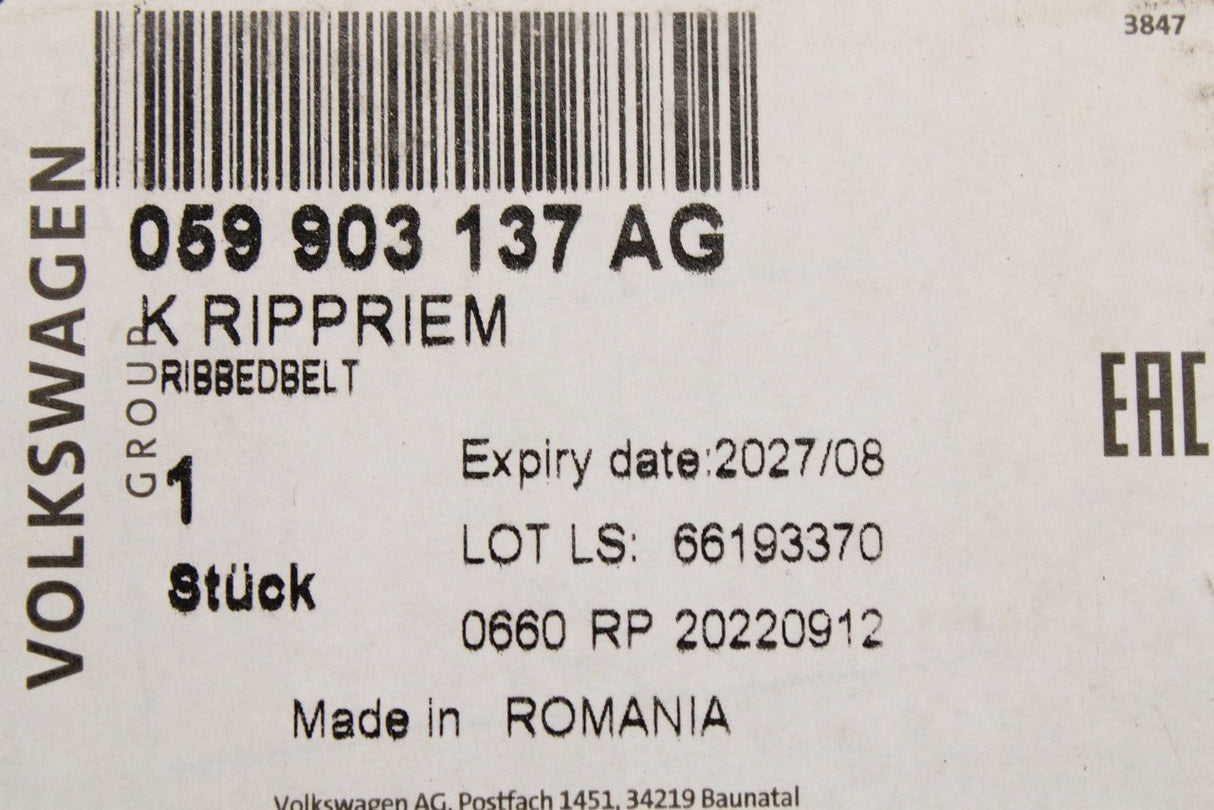 3847
VOLKSWAGEN
GROUP
059 903 137 AG
K RIPPRIEM
RIBBEDBELT
1
Stück
Expiry date:2027/08
LOT LS: 66193370
0660 RP 20220912
Made in ROMANIA
EAC
Volkswagen AG, Postfach 1451, 34219 Baunatal